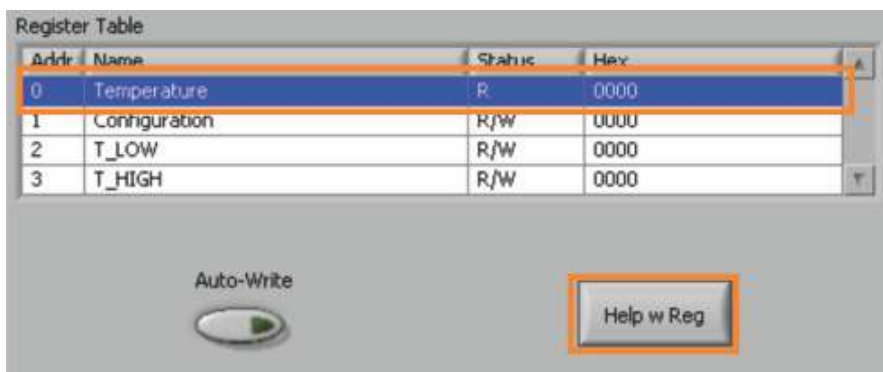 Register Table
Addr Name Status Hex
0 Temperature R 0000
1 Configuration R/W 0000
2 T_LOW R/W 0000
3 T_HIGH R/W 0000
Auto-Write
Help w Reg